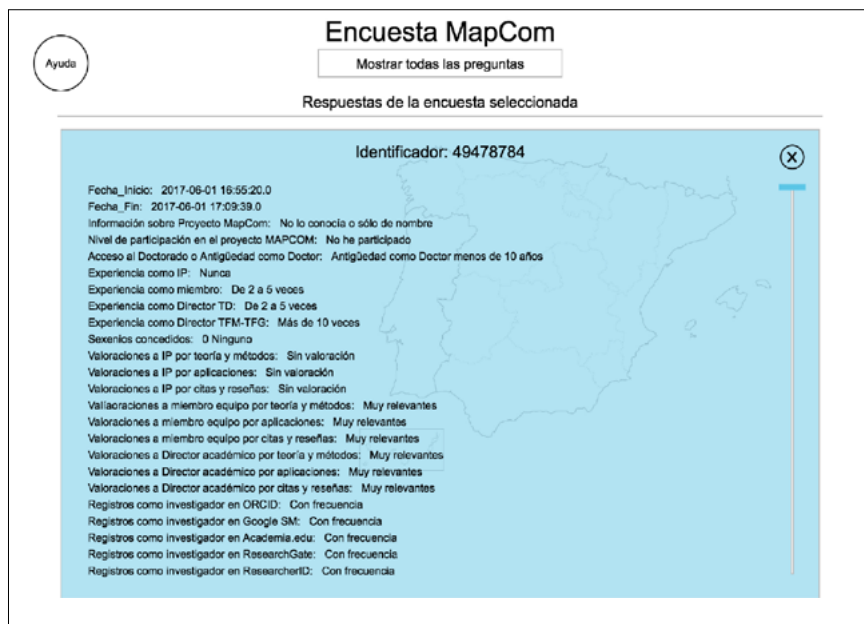 Encuesta MapCom
Ayuda
Mostrar todas las preguntas
Respuestas de la encuesta seleccionada
Identificador: 49478784
X
Fecha_Inicio: 2017-06-01 16:55:20.0
Fecha_Fin: 2017-06-01 17:09:39.0
Información sobre Proyecto MapCom: No lo conocía o sólo de nombre
Nivel de participación en el proyecto MAPCOM: No he participado
Acceso al Doctorado o Antigüedad como Doctor: Antigüedad como Doctor menos de 10 años
Experiencia como IP: Nunca
Experiencia como miembro: De 2 a 5 veces
Experiencia como Director TD: De 2 a 5 veces
Experiencia como Director TFM-TFG: Más de 10 veces
Sexenios concedidos: 0 Ninguno
Valoraciones a IP por teoría y métodos: Sin valoración
Valoraciones a IP por aplicaciones: Sin valoración
Valoraciones a IP por citas y reseñas: Sin valoración
Valiaoraciones a miembro equipo por teoría y métodos: Muy relevantes
Valoraciones a miembro equipo por aplicaciones: Muy relevantes
Valoraciones a miembro equipo por citas y reseñas: Muy relevantes
Valoraciones a Director académico por teoría y métodos: Muy relevantes
Valoraciones a Director académico por aplicaciones: Muy relevantes
Valoraciones a Director académico por citas y reseñas: Muy relevantes
Registros como investigador en ORCID: Con frecuencia
Registros como investigador en Google SM: Con frecuencia
Registros como investigador en Academia.edu: Con frecuencia
Registros como investigador en ResearchGate: Con frecuencia
Registros como investigador en ResearcherID: Con frecuencia